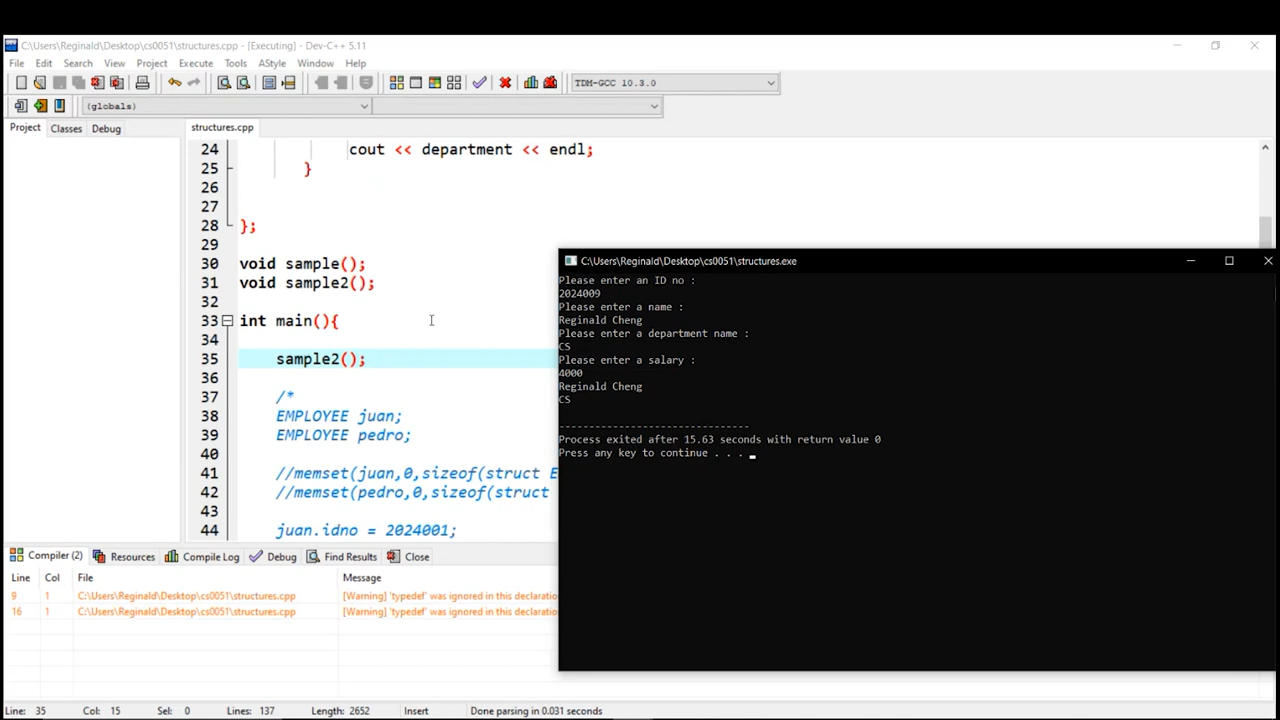 C:\Users\Reginald\Desktop\cs0051\structures.cpp - [Executing] - Dev-C++ 5.11
File Edit Search View Project Execute Tools AStyle Window Help
TDM-GCC 10.3.0
(globals)
Project Classes Debug
structures.cpp
24 cout << department << endl;
25 }
26
27
28 };
29
30 void sample();
31 void sample2();
32
33 int main(){
34
35 sample2();
36
37 /*
38 EMPLOYEE juan;
39 EMPLOYEE pedro;
40
41 //memset(juan,0,sizeof(struct E
42 //memset(pedro,0,sizeof(struct
43
44 juan.idno = 2024001;
C:\Users\Reginald\Desktop\cs0051\structures.exe
Please enter an ID no :
2024009
Please enter a name :
Reginald Cheng
Please enter a department name :
CS
Please enter a salary :
4000
Reginald Cheng
CS
--------------------------------
Process exited after 15.63 seconds with return value 0
Press any key to continue . . .
Compiler (2) Resources Compile Log Debug Find Results Close
Line Col File Message
9 1 C:\Users\Reginald\Desktop\cs0051\structures.cpp [Warning] 'typedef' was ignored in this declaratio
16 1 C:\Users\Reginald\Desktop\cs0051\structures.cpp [Warning] 'typedef' was ignored in this declaratio
Line: 35 Col: 15 Sel: 0 Lines: 137 Length: 2652 Insert Done parsing in 0.031 seconds